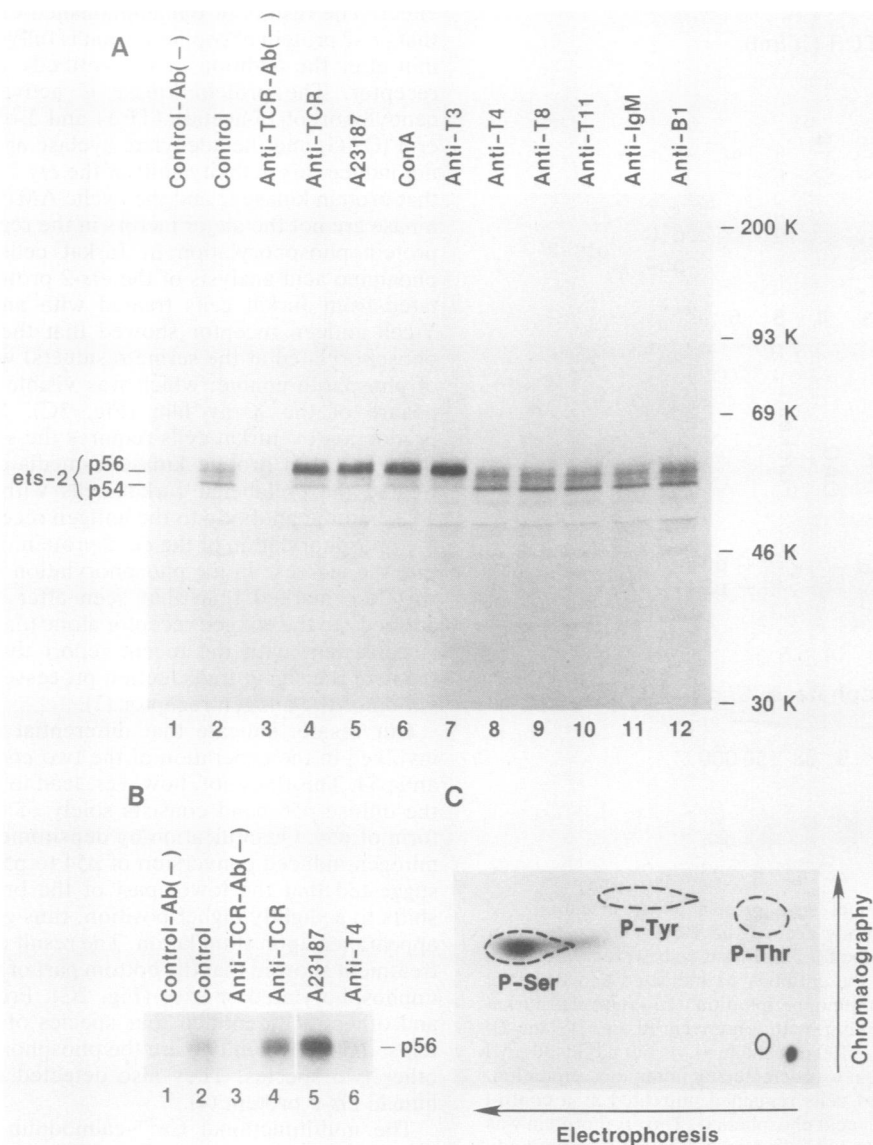 A
Control-Ab(−)
Control
Anti-TCR-Ab(−)
Anti-TCR
A23187
ConA
Anti-T3
Anti-T4
Anti-T8
Anti-T11
Anti-IgM
Anti-B1
– 200 K
– 93 K
– 69 K
ets-2 { p56
p54 –
– 46 K
– 30 K
1 2 3 4 5 6 7 8 9 10 11 12
B
Control-Ab(−)
Control
Anti-TCR-Ab(−)
Anti-TCR
A23187
Anti-T4
– p56
1 2 3 4 5 6
C
P-Tyr
P-Thr
P-Ser
O
Chromatography
Electrophoresis